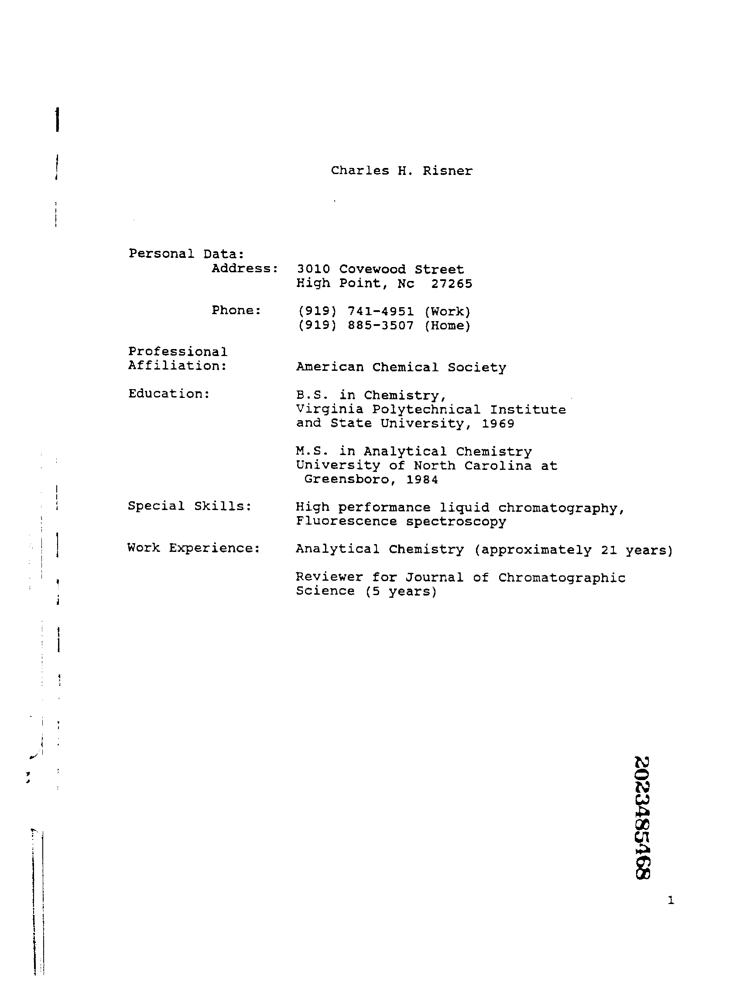 Charles H. Risner
Personal Data:
Address: 3010 Covewood Street
High Point, Nc 27265
Phone: (919) 741-4951 (Work)
(919) 885-3507 (Home)
Professional
Affiliation: American Chemical Society
Education: B.S. in Chemistry,
Virginia Polytechnical Institute
and State University, 1969
M.S. in Analytical Chemistry
University of North Carolina at
Greensboro, 1984
Special Skills: High performance liquid chromatography,
Fluorescence spectroscopy
Work Experience: Analytical Chemistry (approximately 21 years)
Reviewer for Journal of Chromatographic
Science (5 years)
2023485468
1